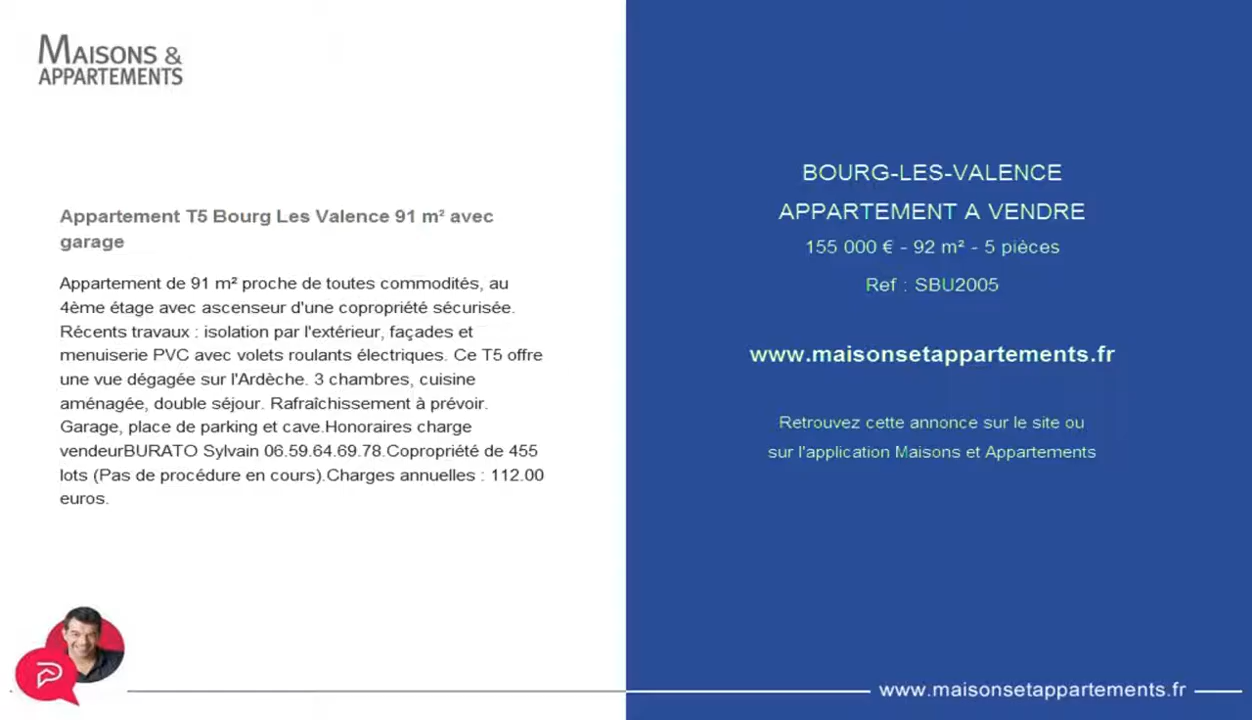 MAISONS &
APPARTEMENTS
Appartement T5 Bourg Les Valence 91 m² avec
garage
Appartement de 91 m² proche de toutes commodités, au
4ème étage avec ascenseur d'une copropriété sécurisée.
Récents travaux : isolation par l'extérieur, façades et
menuiserie PVC avec volets roulants électriques. Ce T5 offre
une vue dégagée sur l'Ardèche. 3 chambres, cuisine
aménagée, double séjour. Rafraîchissement à prévoir.
Garage, place de parking et cave.Honoraires charge
vendeurBURATO Sylvain 06.59.64.69.78.Copropriété de 455
lots (Pas de procédure en cours).Charges annuelles : 112.00
euros.
BOURG-LES-VALENCE
APPARTEMENT A VENDRE
155 000 € - 92 m² - 5 pièces
Ref : SBU2005
www.maisonsetappartements.fr
Retrouvez cette annonce sur le site ou
sur l'application Maisons et Appartements
www.maisonsetappartements.fr